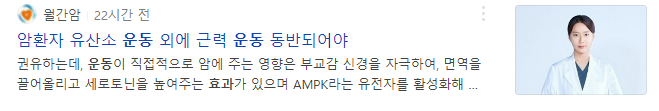 월간암 22시간 전
암환자 유산소 운동 외에 근력 운동 동반되어야
권유하는데, 운동이 직접적으로 암에 주는 영향은 부교감 신경을 자극하여, 면역을
끌어올리고 세로토닌을 높여주는 효과가 있으며 AMPK라는 유전자를 활성화해 ...